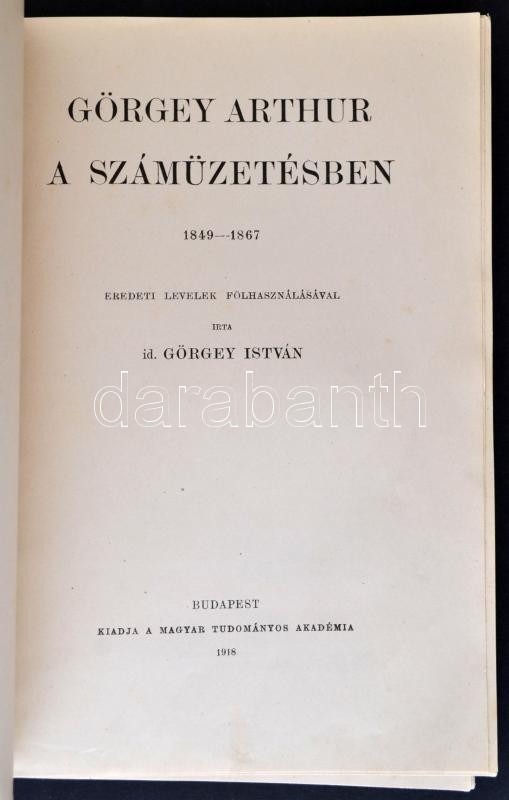 GÖRGEY ARTHUR
A SZÁMÜZETÉSBEN
1849—1867
EREDETI LEVELEK FÖLHASZNÁLÁSÁVAL
IRTA
id. GÖRGEY ISTVÁN
darabanth
BUDAPEST
KIADJA A MAGYAR TUDOMÁNYOS AKADÉMIA
1918